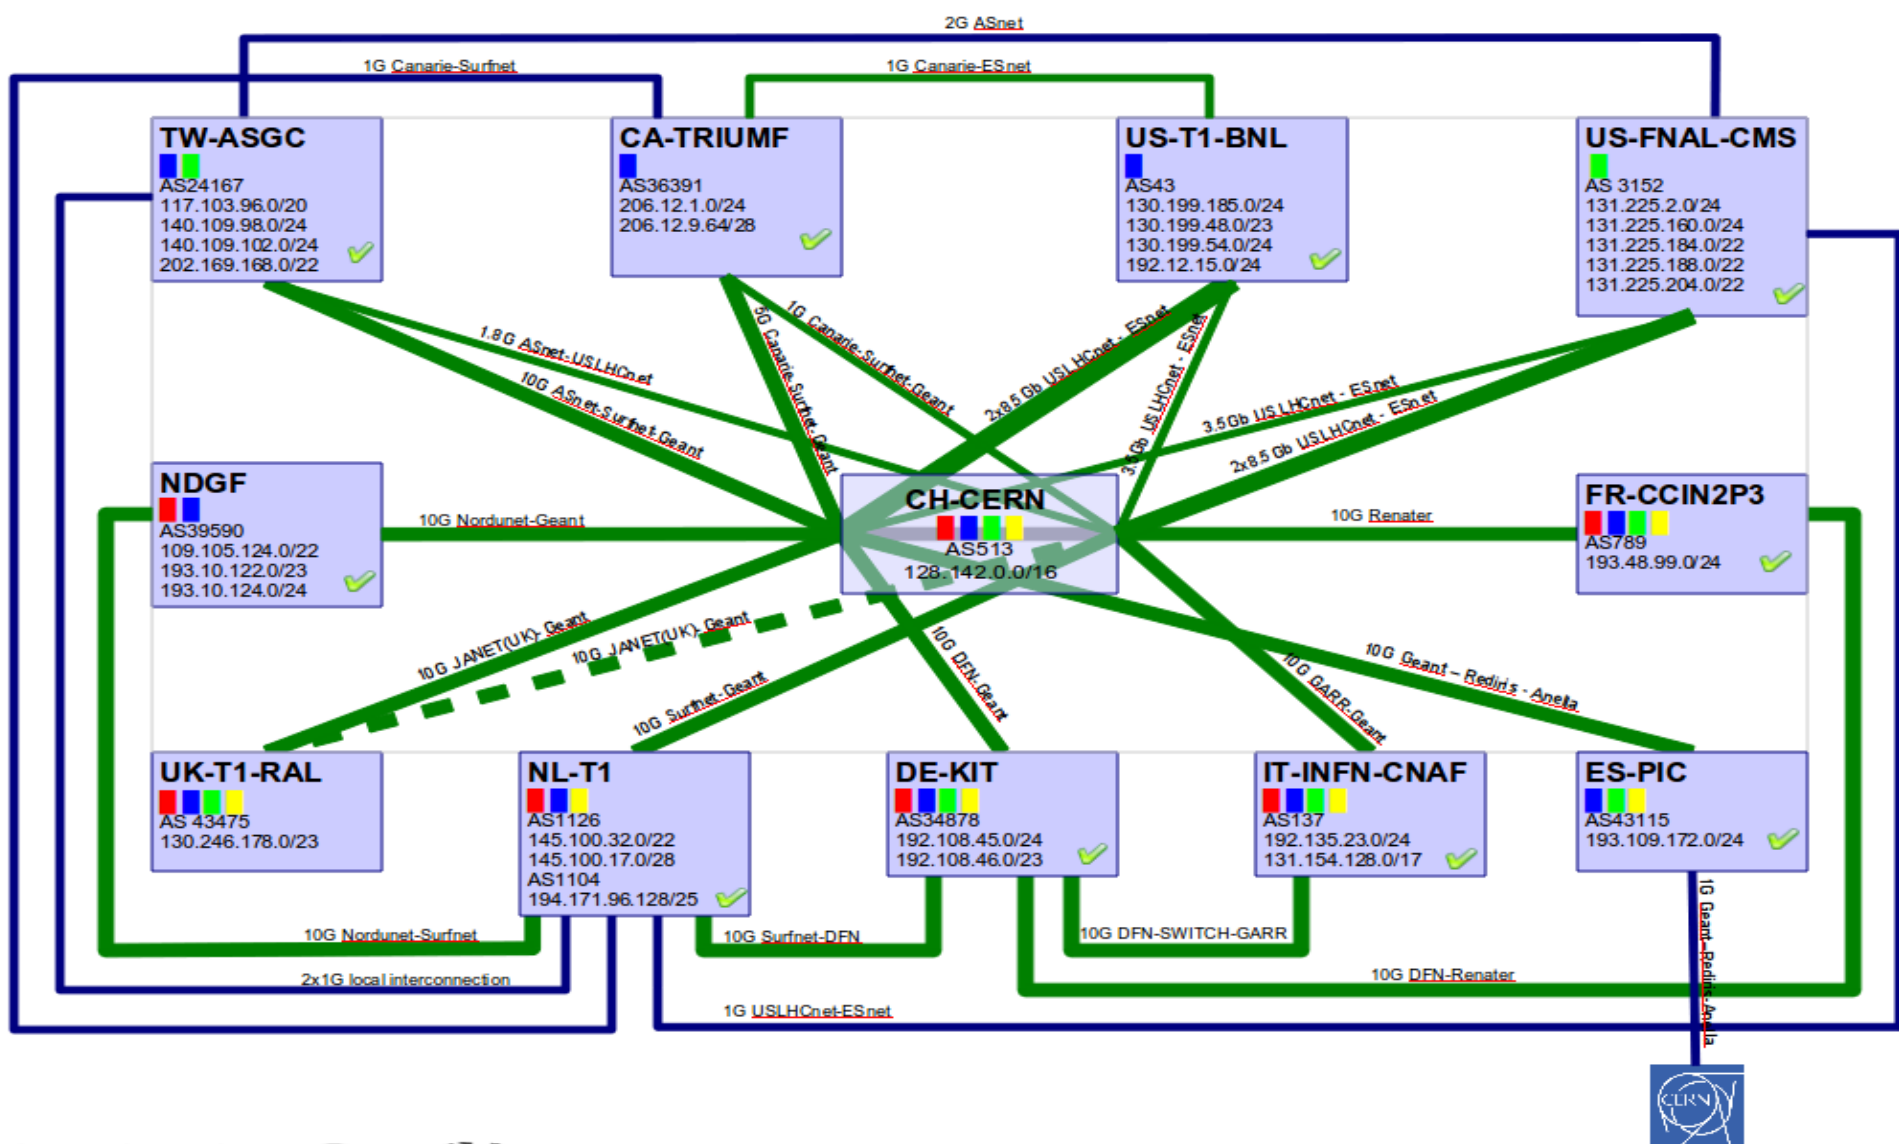 2G ASnet
1G Canarie-Surfnet
1G Canarie-ESnet
TW-ASGC
AS24167
117.103.96.0/20
140.109.98.0/24
140.109.102.0/24
202.169.168.0/22
CA-TRIUMF
AS36391
206.12.1.0/24
206.12.9.64/28
US-T1-BNL
AS43
130.199.185.0/24
130.199.48.0/23
130.199.54.0/24
192.12.15.0/24
US-FNAL-CMS
AS 3152
131.225.2.0/24
131.225.160.0/24
131.225.184.0/22
131.225.188.0/22
131.225.204.0/22
1.8G ASnet-USLHCnet
10G ASnet-Surfnet-Geant
5G Canarie-Surfnet-Geant
1G Canarie-Surfnet-Geant
2x8.5Gb USLHCnet - ESnet
3.5Gb USLHCnet - ESnet
3.5Gb USLHCnet - ESnet
2x8.5 Gb USLHCnet - ESnet
NDGF
AS39590
109.105.124.0/22
193.10.122.0/23
193.10.124.0/24
10G Nordunet-Geant
CH-CERN
AS513
128.142.0.0/16
10G Renater
FR-CCIN2P3
AS789
193.48.99.0/24
10G JANET(UK)- Geant
10G JANET(UK)- Geant
10G Surfnet-Geant
10G DFN-Geant
10G GARR-Geant
10G Geant – Rediris - Anella
UK-T1-RAL
AS 43475
130.246.178.0/23
NL-T1
AS1126
145.100.32.0/22
145.100.17.0/28
AS1104
194.171.96.128/25
DE-KIT
AS34878
192.108.45.0/24
192.108.46.0/23
IT-INFN-CNAF
AS137
192.135.23.0/24
131.154.128.0/17
ES-PIC
AS43115
193.109.172.0/24
10G Nordunet-Surfnet
10G Surfnet-DFN
10G DFN-SWITCH-GARR
2x1G local interconnection
10G DFN-Renater
1G USLHCnet-ESnet
1G Geant-Rediris-Anella
CERN